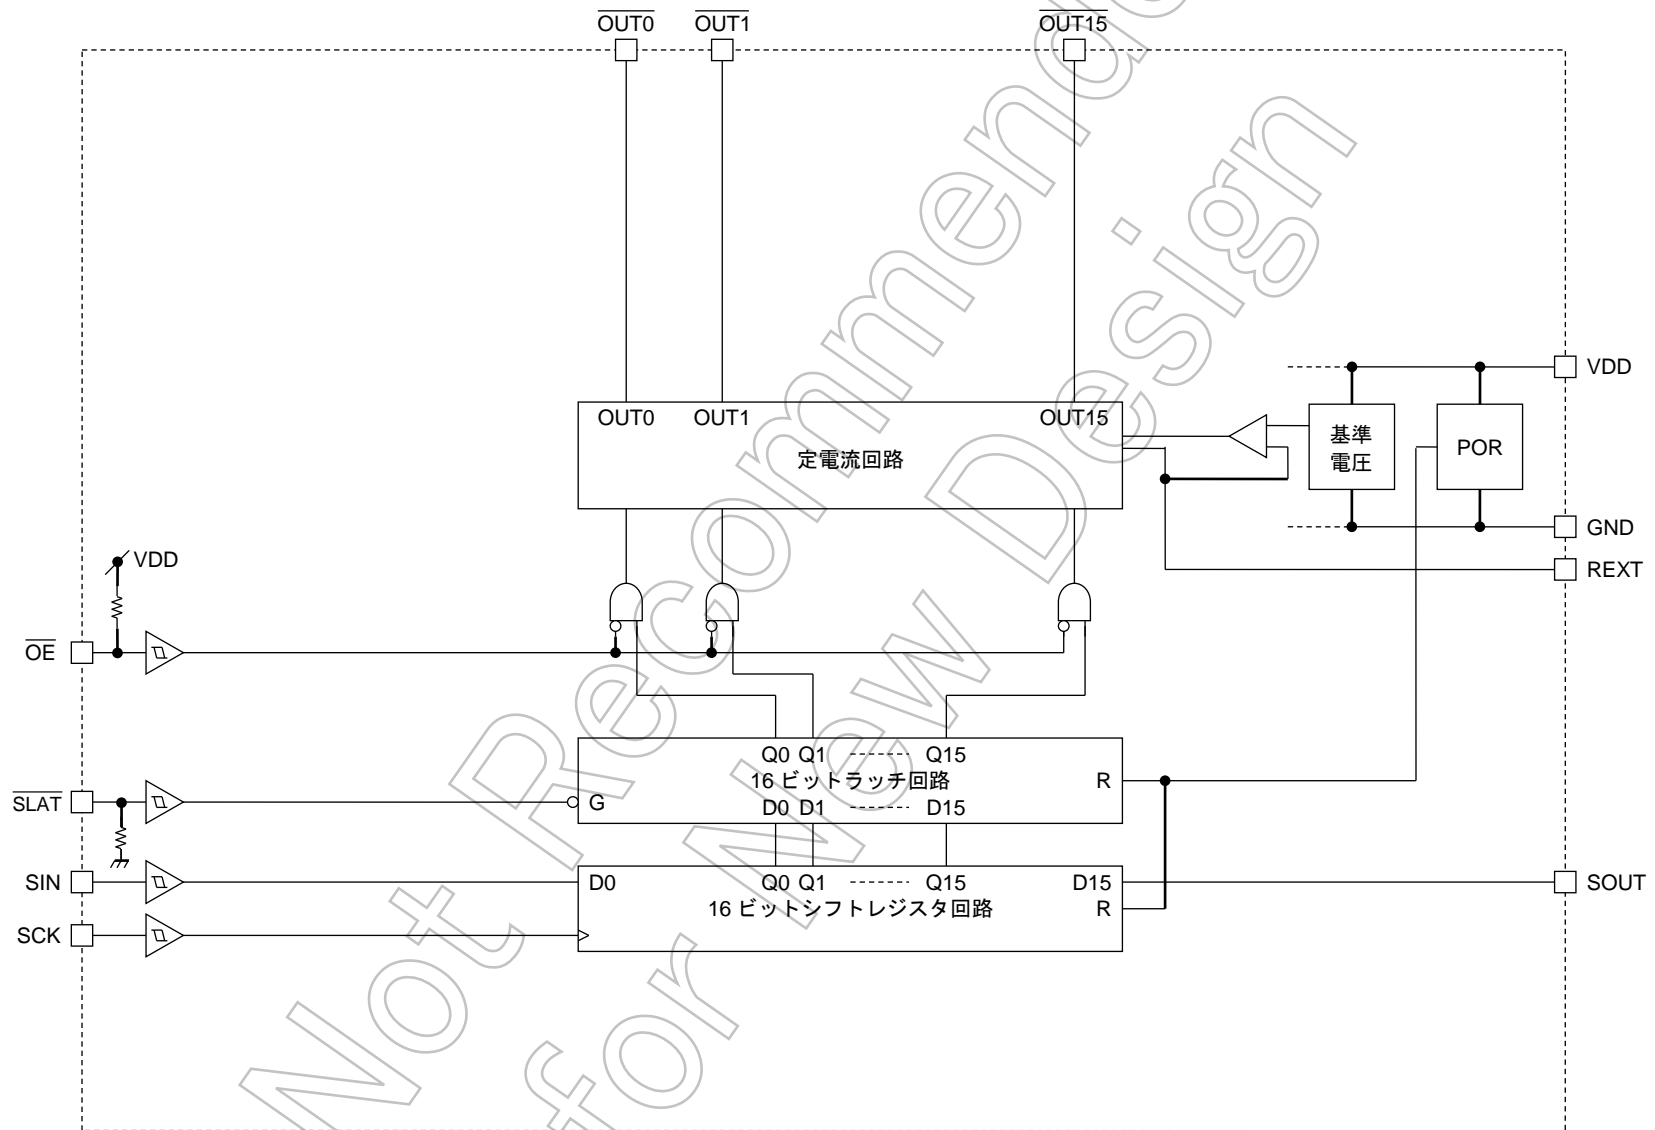 OUT0 OUT1 OUT15
VDD
OUT0 OUT1 OUT15
定電流回路
基準
電圧
POR
GND
REXT
VDD
OE
Q0 Q1 Q15
16 ビットラッチ回路
R
SLAT
G
D0 D1 D15
SIN
D0
Q0 Q1 Q15
D15
SOUT
16 ビットシフトレジスタ回路
R
SCK
Not Recommende
for New Design